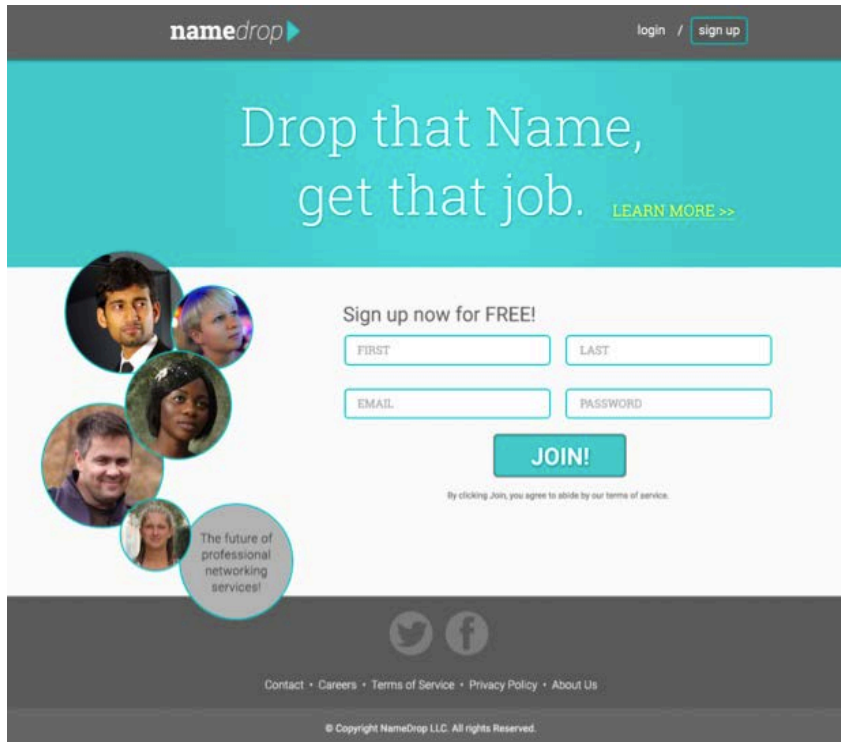 namedrop
login / sign up
Drop that Name,
get that job. LEARN MORE >>
Sign up now for FREE!
FIRST LAST
EMAIL PASSWORD
JOIN!
By clicking Join, you agree to abide by our terms of service.
The future of
professional
networking
services!
Contact • Careers • Terms of Service • Privacy Policy • About Us
© Copyright NameDrop LLC. All rights Reserved.